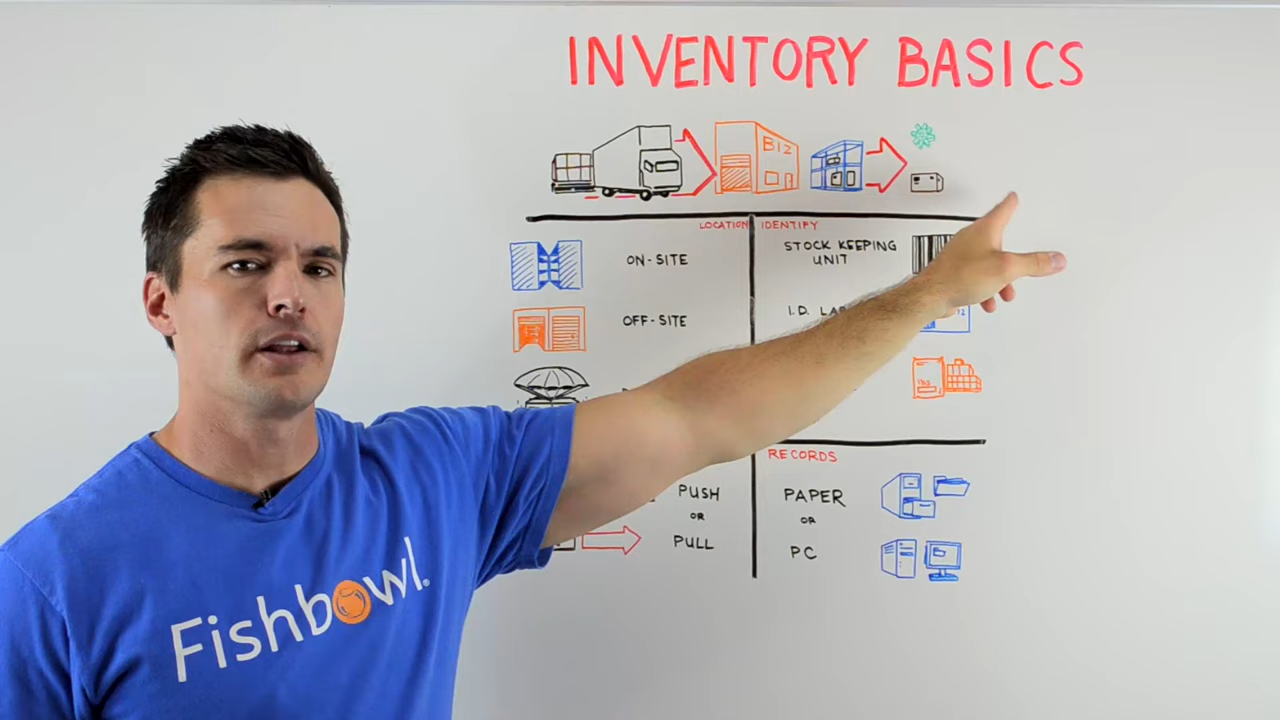 INVENTORY BASICS
BIZ
LOCATION
IDENTIFY
ON-SITE
STOCK KEEPING
UNIT
OFF-SITE
I.D.
PUSH
OR
PULL
RECORDS
PAPER
OR
PC
Fishbowl.